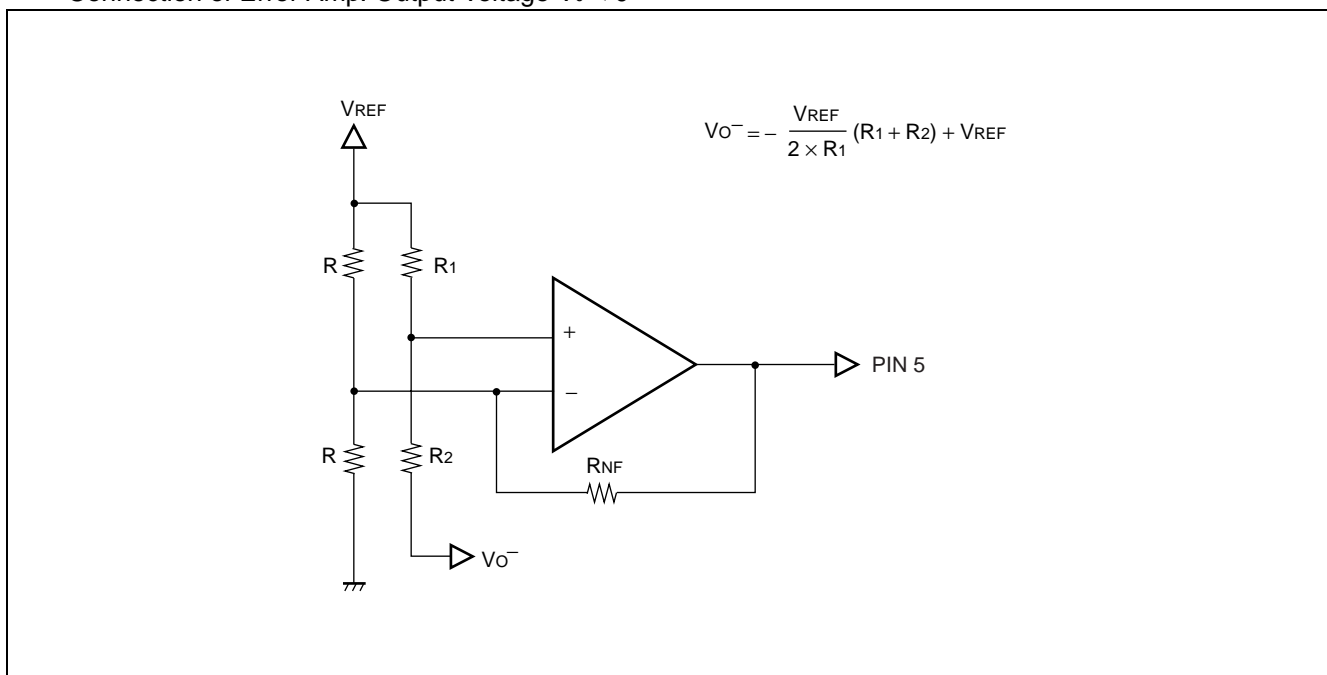 VREF
VO⁻ = − VREF / 2 × R1 (R1 + R2) + VREF
R
R1
+
−
PIN 5
R
R2
RNF
VO⁻